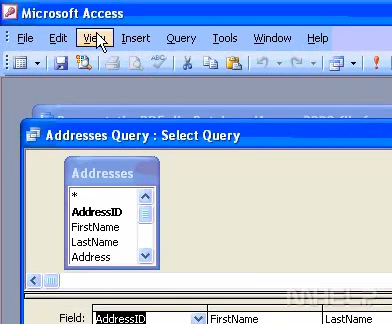 Microsoft Access
File Edit View Insert Query Tools Window Help
Addresses Query : Select Query
Addresses
*
AddressID
FirstName
LastName
Address
Field: AddressID FirstName LastName